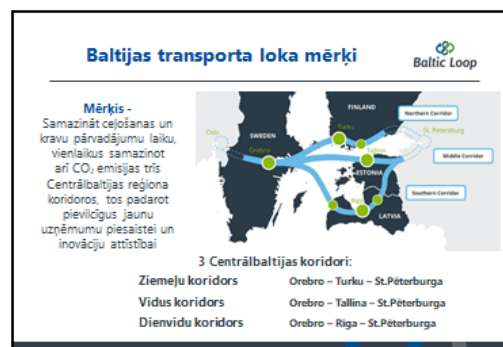 Baltijas transporta loka mērķi
Baltic Loop
Mērķis -
Samazināt ceļošanas un
kravu pārvadājumu laiku,
vienlaikus samazinot
arī CO₂ emisijas trīs
Centrālbaltijas reģiona
koridoros, tos padarot
pievilcīgus jaunu
uzņēmumu piesaistei un
inovāciju attīstībai
FINLAND
Northern Corridor
Oslo
SWEDEN
Turku
St. Petersburg
Örebro
Tallinn
Middle Corridor
ESTONIA
Southern Corridor
Riga
LATVIA
3 Centrālbaltijas koridori:
Ziemeļu koridors Orebro – Turku – St.Pēterburga
Vidus koridors Orebro – Tallina – St.Pēterburga
Dienvidu koridors Orebro – Rīga – St.Pēterburga